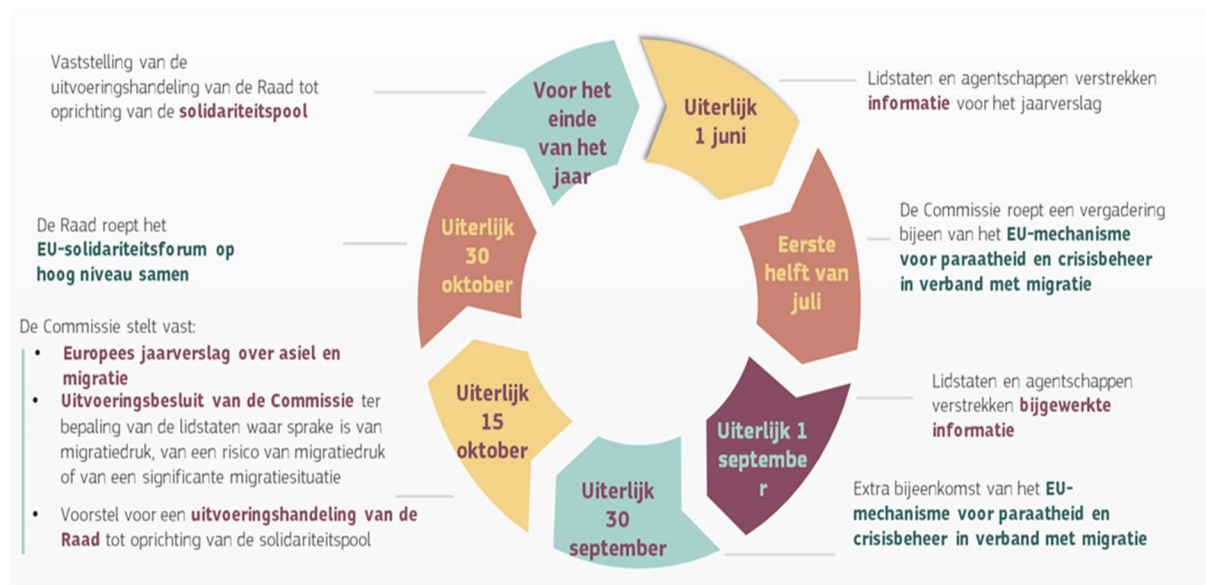 Vaststelling van de
uitvoeringshandeling van de Raad tot
oprichting van de solidariteitspool
Voor het
einde
van het
jaar
Uiterlijk
1 juni
Lidstaten en agentschappen verstrekken
informatie voor het jaarverslag
De Raad roept het
EU-solidariteitsforum op
hoog niveau samen
Uiterlijk
30
oktober
Eerste
helft van
juli
De Commissie roept een vergadering
bijeen van het EU-mechanisme
voor paraatheid en crisisbeheer
in verband met migratie
De Commissie stelt vast:
• Europees jaarverslag over asiel en
migratie
• Uitvoeringsbesluit van de Commissie ter
bepaling van de lidstaten waar sprake is van
migratiedruk, van een risico van migratiedruk
of van een significante migratiesituatie
• Voorstel voor een uitvoeringshandeling van de
Raad tot oprichting van de solidariteitspool
Uiterlijk
15
oktober
Uiterlijk 1
septembe
r
Lidstaten en agentschappen
verstrekken bijgewerkte
informatie
Uiterlijk
30
september
Extra bijeenkomst van het EU-
mechanisme voor paraatheid en
crisisbeheer in verband met migratie